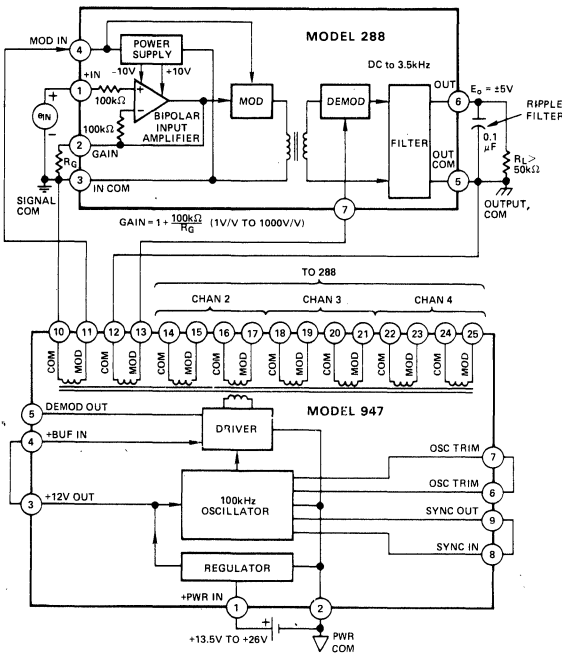 MODEL 288
MOD IN
4
POWER
SUPPLY
−10V
+10V
DC to 3.5kHz
+IN
1
100kΩ
+
−
100kΩ
BIPOLAR
INPUT
AMPLIFIER
MOD
DEMOD
FILTER
OUT
6
E₀ = ±5V
RIPPLE
FILTER
0.1
μF
+
eIN
−
2
GAIN
RG
3
IN COM
SIGNAL
COM
OUT
COM
5
RL>
50kΩ
OUTPUT,
COM
7
GAIN = 1 + 100kΩ/RG (1V/V TO 1000V/V)
TO 288
CHAN 2 CHAN 3 CHAN 4
10 11 12 13 14 15 16 17 18 19 20 21 22 23 24 25
COM MOD COM MOD COM MOD COM MOD COM MOD COM MOD COM MOD COM MOD
MODEL 947
5
DEMOD OUT
4
+BUF IN
DRIVER
OSC TRIM
7
3
+12V OUT
100kHz
OSCILLATOR
OSC TRIM
6
SYNC OUT
9
SYNC IN
8
REGULATOR
+PWR IN
1
2
+
+13.5V TO +26V
PWR
COM